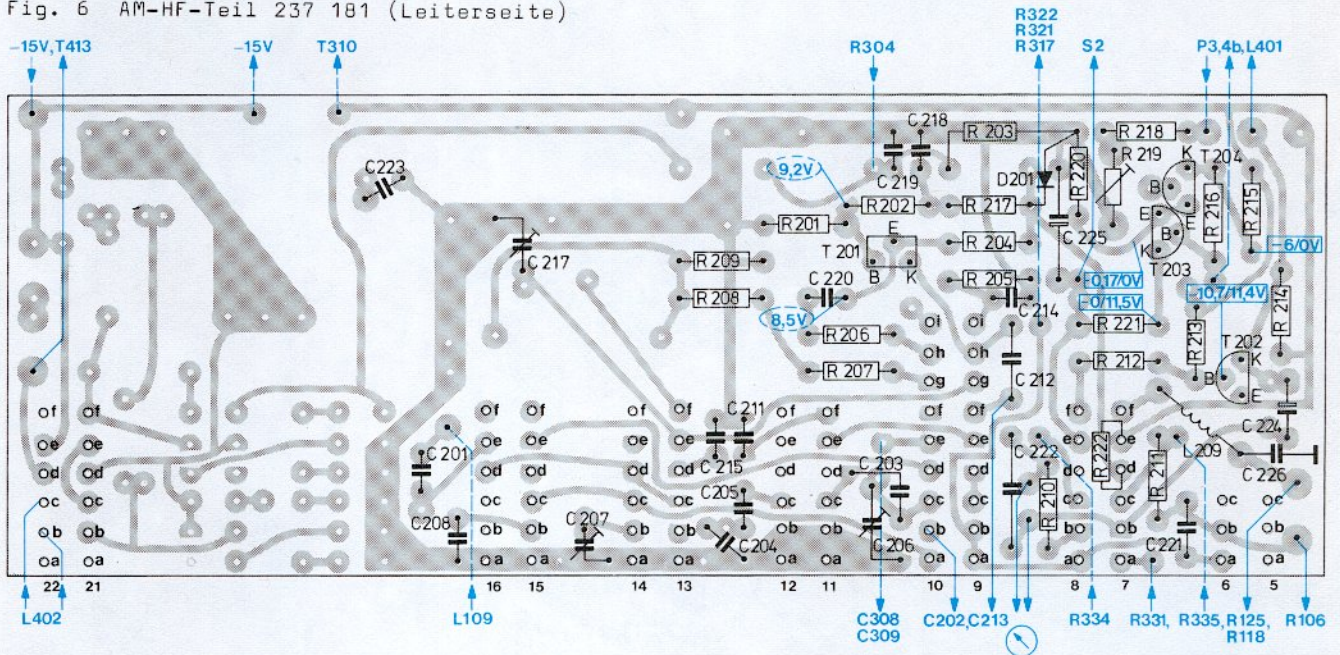 Fig. 6 AM-HF-Teil 237 181 (Leiterseite)
R322
R321
R317
-15V,T413
-15V
T310
R304
S2
P3,4b,L401
C 218
R 203
R 218
C223
9,2V
C 219
D201
R 220
R 219
K
T 204
B
E
R 216
R 215
R 201
R 202
R 217
E
B
K
T 203
C 217
T 201
E
B
K
R 204
C 225
-6/0V
R 209
R 208
C 220
R 205
C 214
-0,17/0V
-0/11,5V
-10,7/11,4V
R 214
8,5V
R 206
R 207
R 221
R 212
R 213
T 202
K
B
E
C 212
i i
h h
g g
f f f f f f f f f f f f
C 211
C 224
e e e e e e e e e e e
C 201
C 215
C 203
C 222
R 222
R 211
L209
C 226
d d d d d d d d d d d
C205
R 210
c c c c c c c c c c c c c
C 208
C207
C 204
C 206
C 221
b b b b b b b b b b b b b
a a a a a a a a a a a a a a
22 21 16 15 14 13 12 11 10 9 8 7 6 5
L402
L109
C308
C309
C202,C213
R334
R331,
R335,
R125,
R118
R106